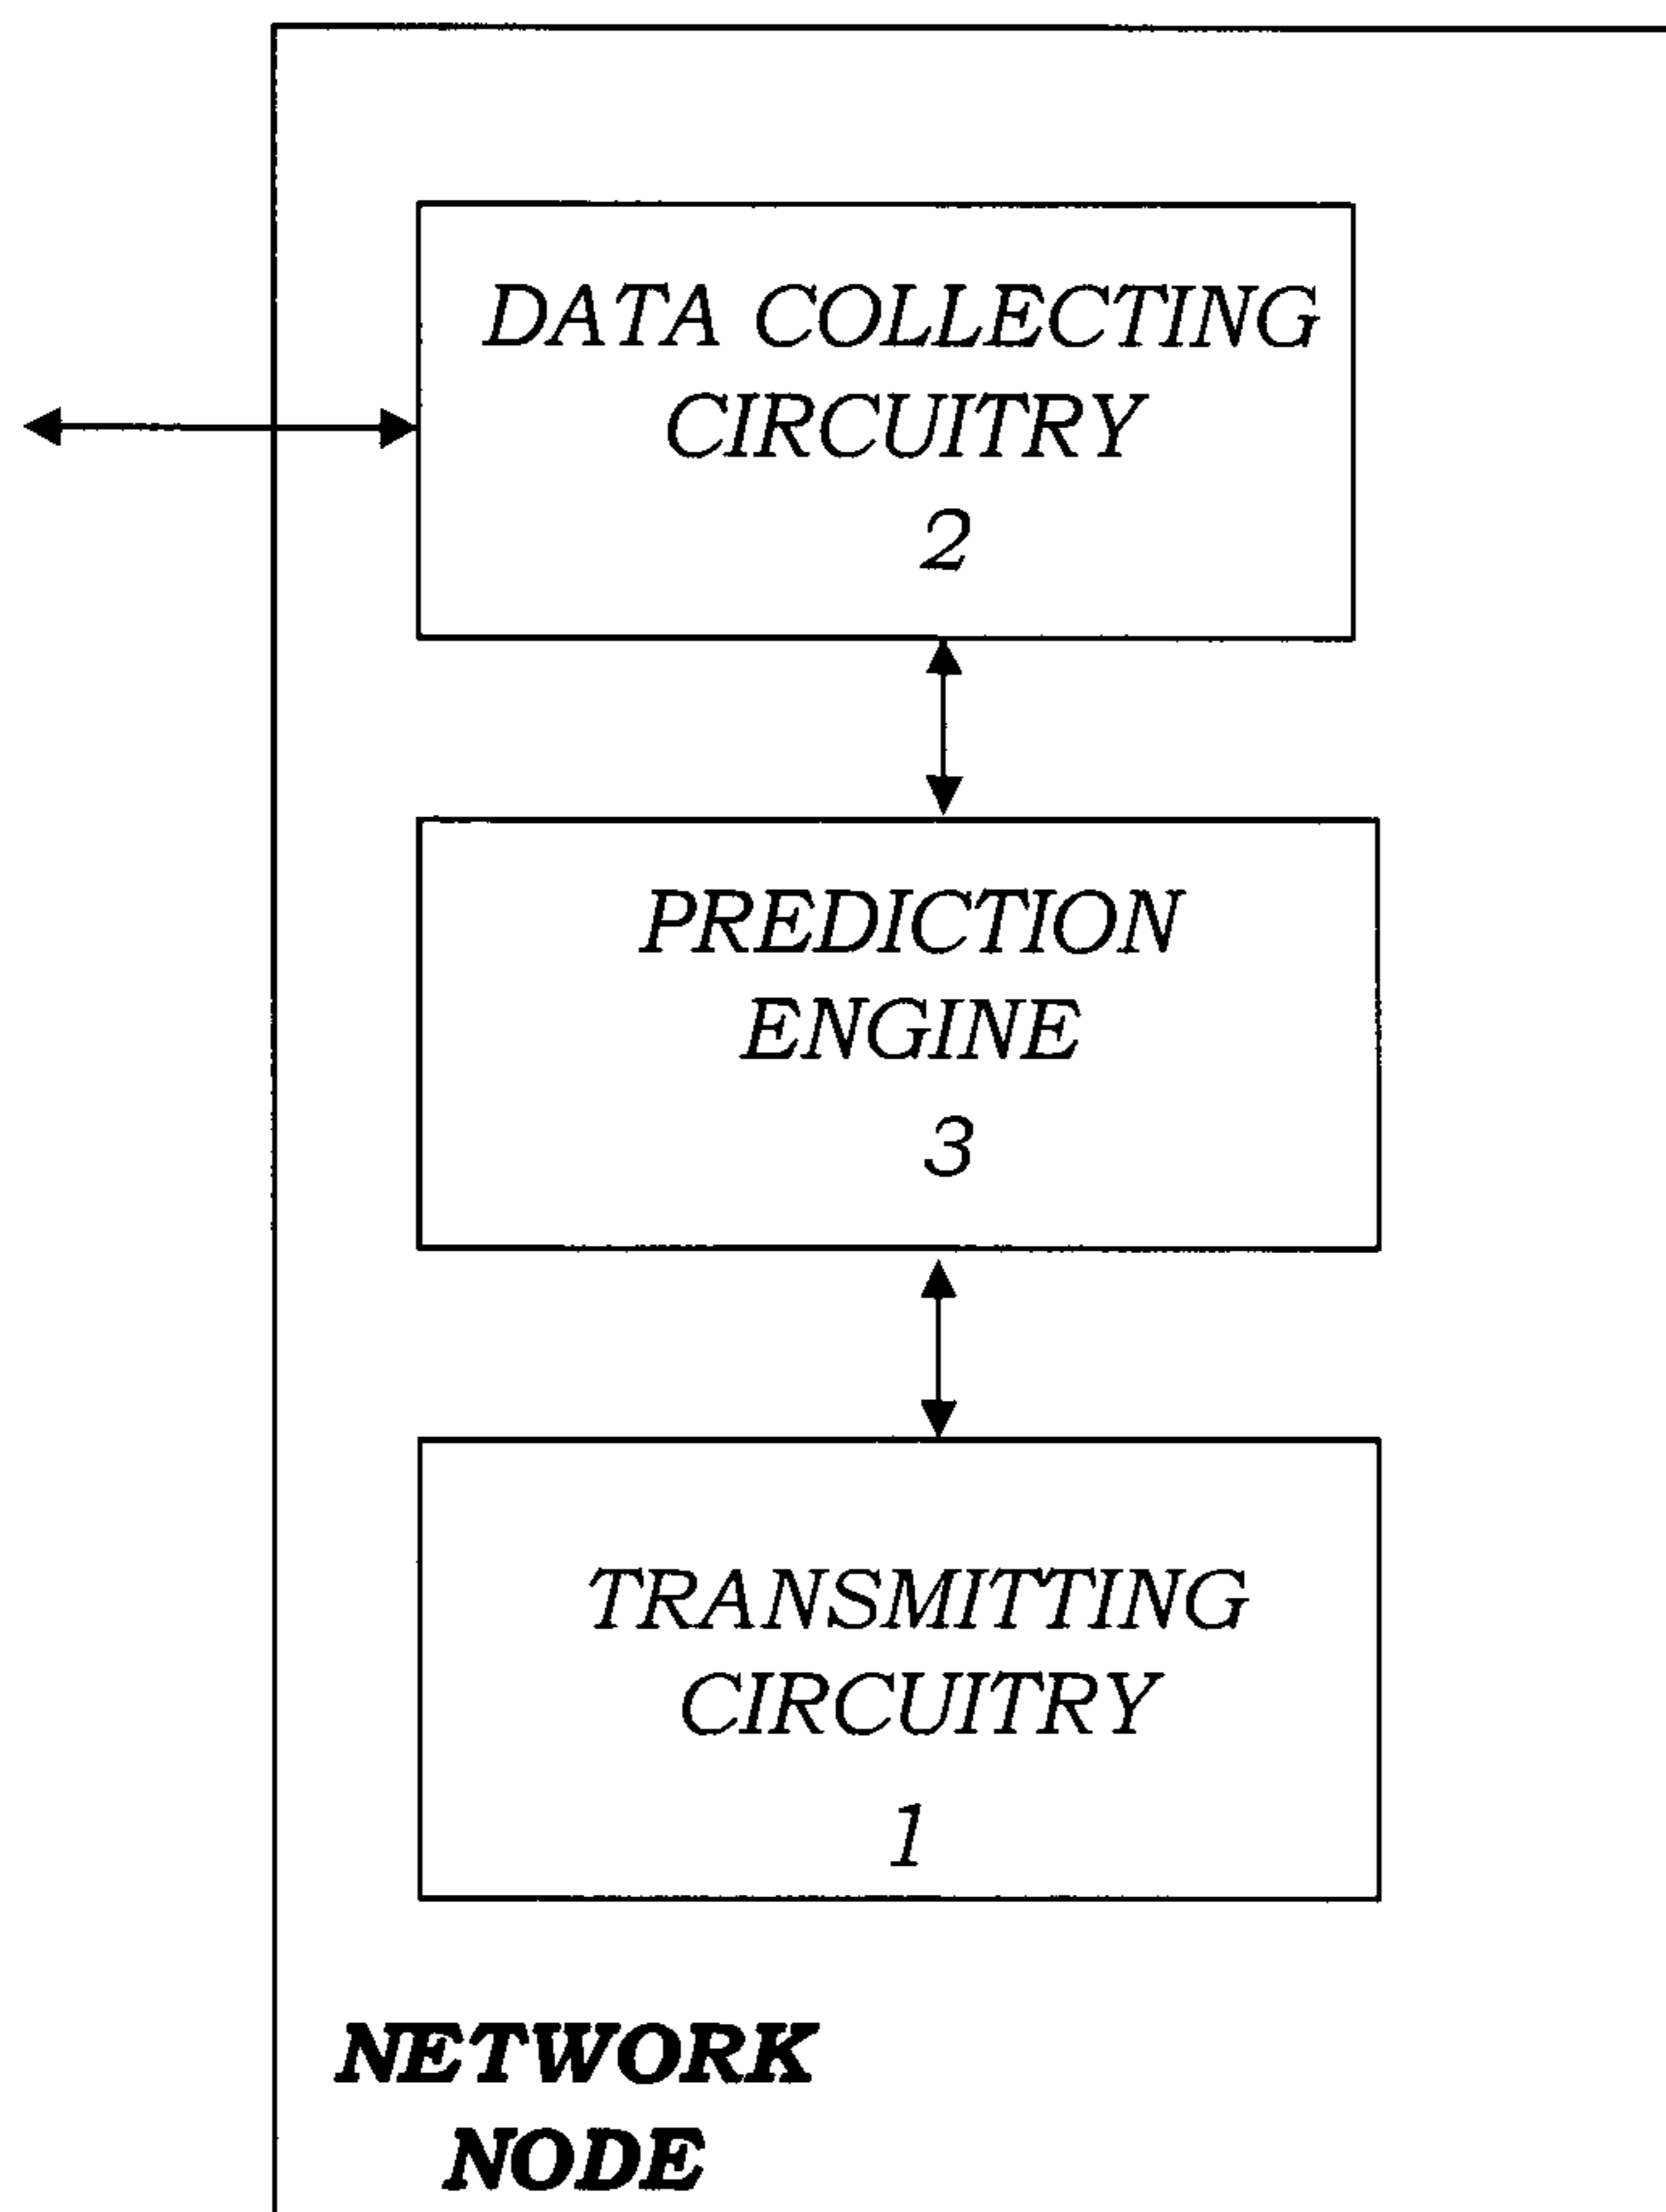 DATA COLLECTING
CIRCUITRY
2
PREDICTION
ENGINE
3
TRANSMITTING
CIRCUITRY
1
NETWORK
NODE